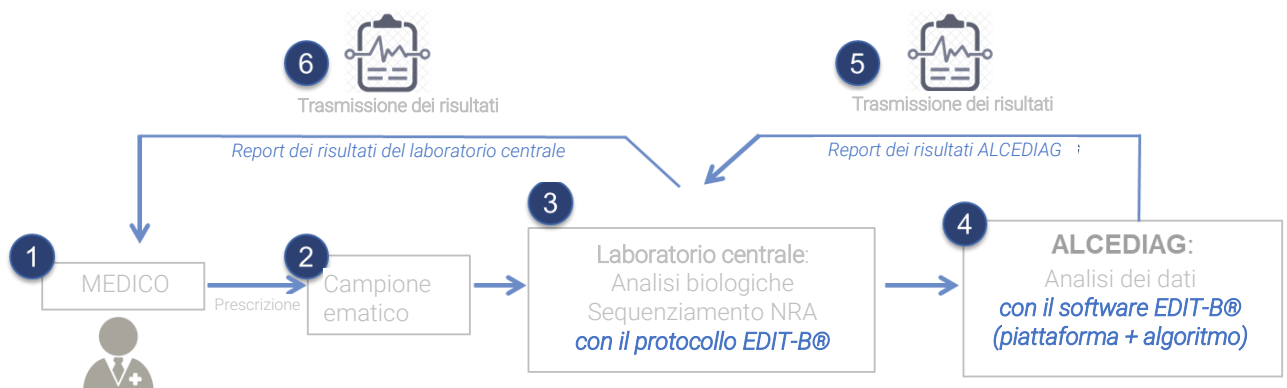 6
Trasmissione dei risultati
5
Trasmissione dei risultati
Report dei risultati del laboratorio centrale
Report dei risultati ALCEDIAG
1
MEDICO
Prescrizione
2
Campione
ematico
3
Laboratorio centrale:
Analisi biologiche
Sequenziamento NRA
con il protocollo EDIT-B®
4
ALCEDIAG:
Analisi dei dati
con il software EDIT-B®
(piattaforma + algoritmo)